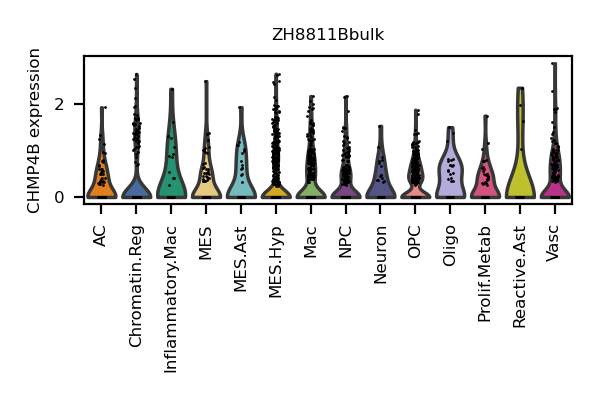 ZH8811Bbulk
CHMP4B expression
2
0
AC
Chromatin.Reg
Inflammatory.Mac
MES
MES.Ast
MES.Hyp
Mac
NPC
Neuron
OPC
Oligo
Prolif.Metab
Reactive.Ast
Vasc